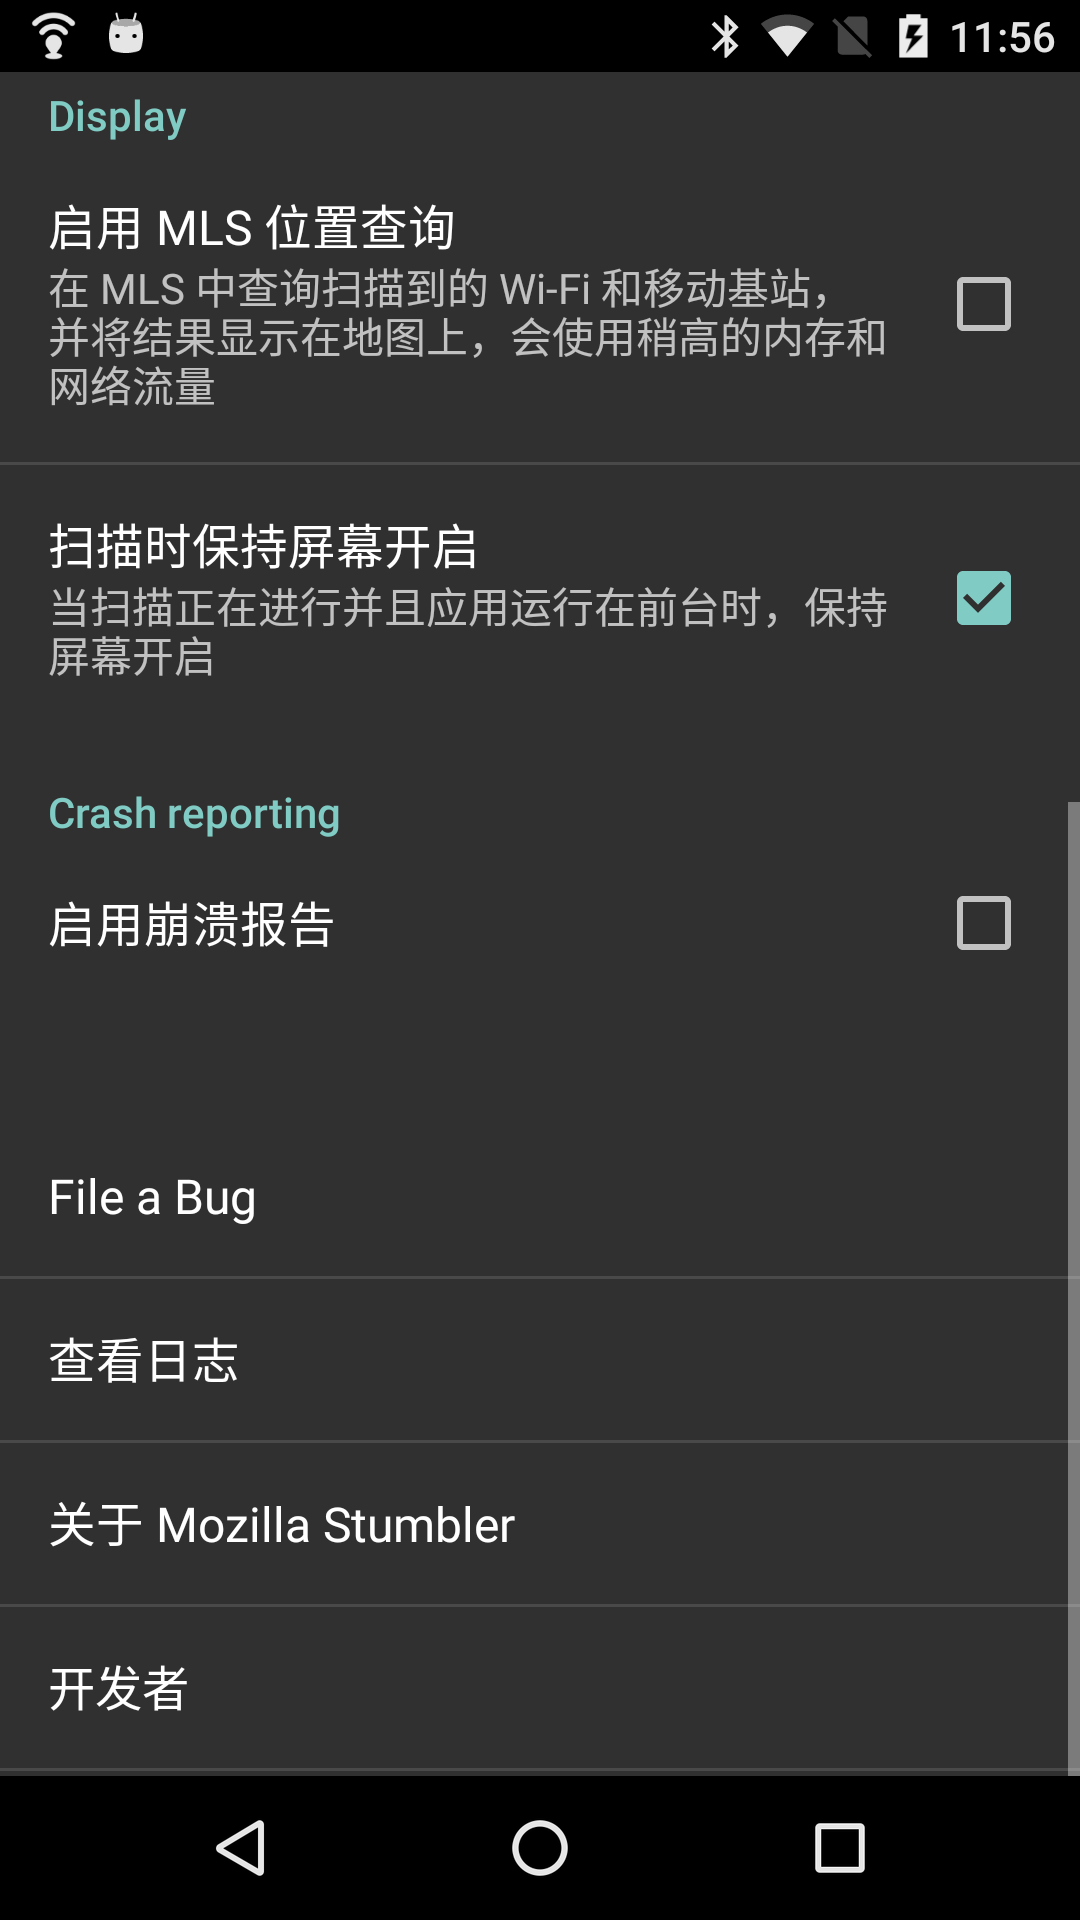 11:56
Display
启用 MLS 位置查询
在 MLS 中查询扫描到的 Wi-Fi 和移动基站，
并将结果显示在地图上，会使用稍高的内存和
网络流量
扫描时保持屏幕开启
当扫描正在进行并且应用运行在前台时，保持
屏幕开启
Crash reporting
启用崩溃报告
File a Bug
查看日志
关于 Mozilla Stumbler
开发者